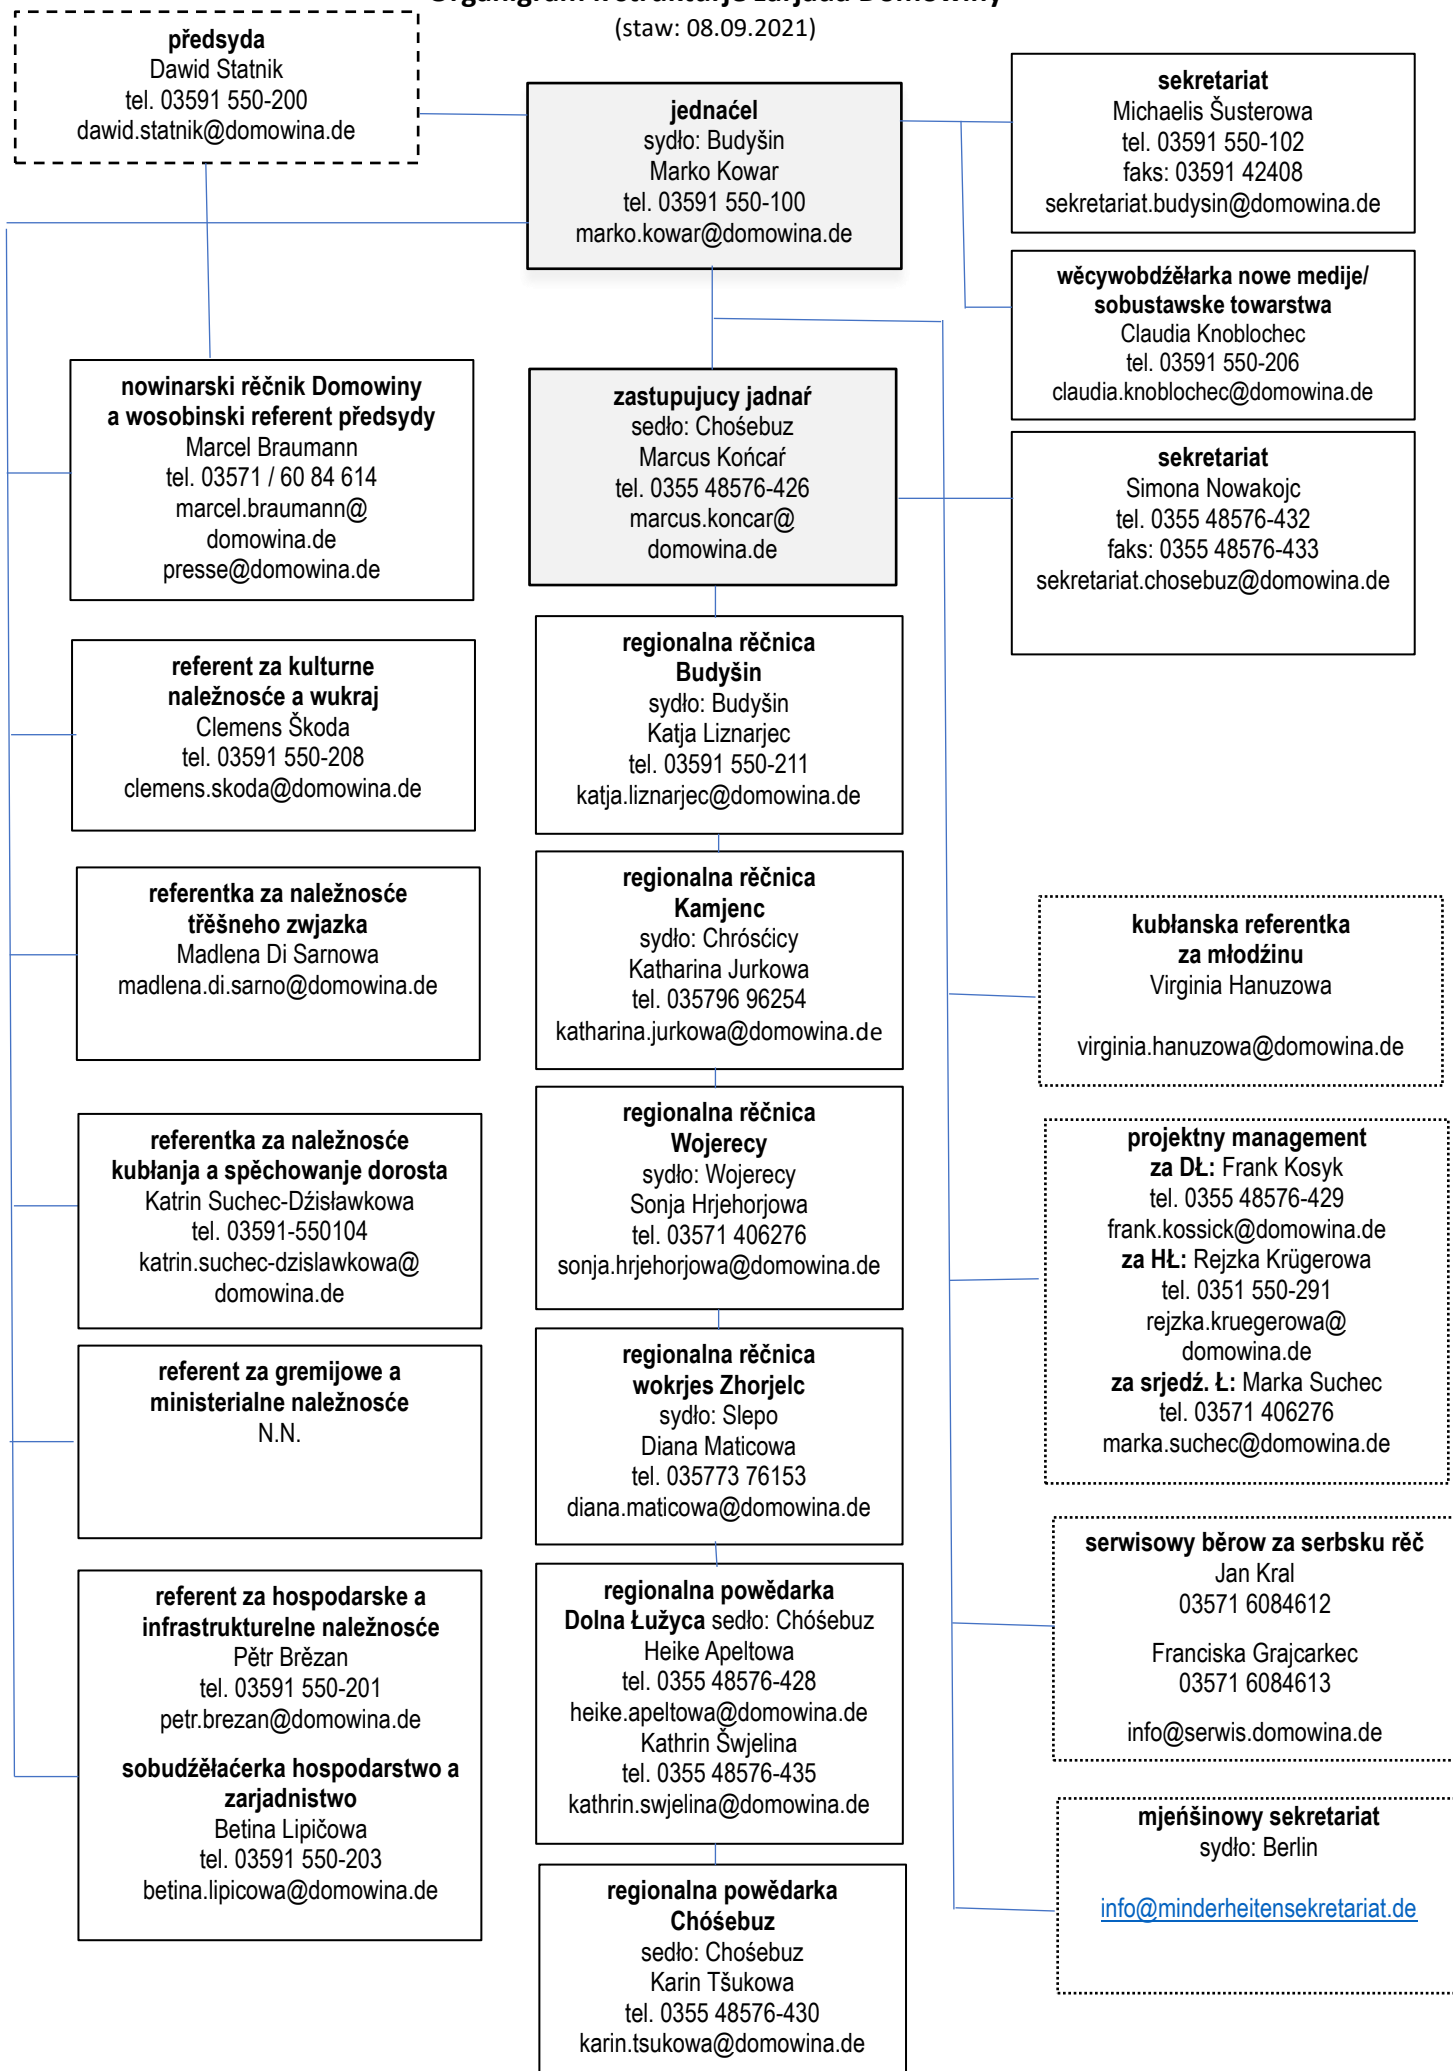 Organigram k strukturje zarjada Domowiny
(staw: 08.09.2021)
předsyda
Dawid Statnik
tel. 03591 550-200
dawid.statnik@domowina.de
jednaćel
sydło: Budyšin
Marko Kowar
tel. 03591 550-100
marko.kowar@domowina.de
sekretariat
Michaelis Šusterowa
tel. 03591 550-102
faks: 03591 42408
sekretariat.budysin@domowina.de
wěcywobdźěłarka nowe medije/
sobustawske towarstwa
Claudia Knoblochec
tel. 03591 550-206
claudia.knoblochec@domowina.de
nowinarski rěčnik Domowiny
a wosobinski referent předsydy
Marcel Braumann
tel. 03571 / 60 84 614
marcel.braumann@
domowina.de
presse@domowina.de
zastupujucy jadnaŕ
sedło: Chośebuz
Marcus Końcaŕ
tel. 0355 48576-426
marcus.koncar@
domowina.de
sekretariat
Simona Nowakojc
tel. 0355 48576-432
faks: 0355 48576-433
sekretariat.chosebuz@domowina.de
referent za kulturne
naležnosće a wukraj
Clemens Škoda
tel. 03591 550-208
clemens.skoda@domowina.de
referentka za naležnosće
třěšneho zwjazka
Madlena Di Sarnowa
madlena.di.sarno@domowina.de
referentka za naležnosće
kubłanja a spěchowanje dorosta
Katrin Suchec-Dźisławkowa
tel. 03591-550104
katrin.suchec-dzislawkowa@
domowina.de
referent za gremijowe a
ministerialne naležnosće
N.N.
referent za hospodarske a
infrastrukturelne naležnosće
Pětr Brězan
tel. 03591 550-201
petr.brezan@domowina.de
sobudźěłaćerka hospodarstwo a
zarjadnistwo
Betina Lipičowa
tel. 03591 550-203
betina.lipicowa@domowina.de
regionalna rěčnica
Budyšin
sydło: Budyšin
Katja Liznarjec
tel. 03591 550-211
katja.liznarjec@domowina.de
regionalna rěčnica
Kamjenc
sydło: Chrósćicy
Katharina Jurkowa
tel. 035796 96254
katharina.jurkowa@domowina.de
regionalna rěčnica
Wojerecy
sydło: Wojerecy
Sonja Hrjehorjowa
tel. 03571 406276
sonja.hrjehorjowa@domowina.de
regionalna rěčnica
wokrjes Zhorjelc
sydło: Slepo
Diana Maticowa
tel. 035773 76153
diana.maticowa@domowina.de
regionalna powědarka
Dolna Łužyca sedło: Chóśebuz
Heike Apeltowa
tel. 0355 48576-428
heike.apeltowa@domowina.de
Kathrin Šwjelina
tel. 0355 48576-435
kathrin.swjelina@domowina.de
regionalna powědarka
Chóśebuz
sedło: Chośebuz
Karin Tšukowa
tel. 0355 48576-430
karin.tsukowa@domowina.de
kubłanska referentka
za młodźinu
Virginia Hanuzowa
virginia.hanuzowa@domowina.de
projektny management
za DŁ: Frank Kosyk
tel. 0355 48576-429
frank.kossick@domowina.de
za HŁ: Rejzka Krügerowa
tel. 0351 550-291
rejzka.kruegerowa@
domowina.de
za srjedź. Ł: Marka Suchec
tel. 03571 406276
marka.suchec@domowina.de
serwisowy běrow za serbsku rěč
Jan Kral
03571 6084612
Franciska Grajcarkec
03571 6084613
info@serwis.domowina.de
mjeńšinowy sekretariat
sydło: Berlin
info@minderheitensekretariat.de